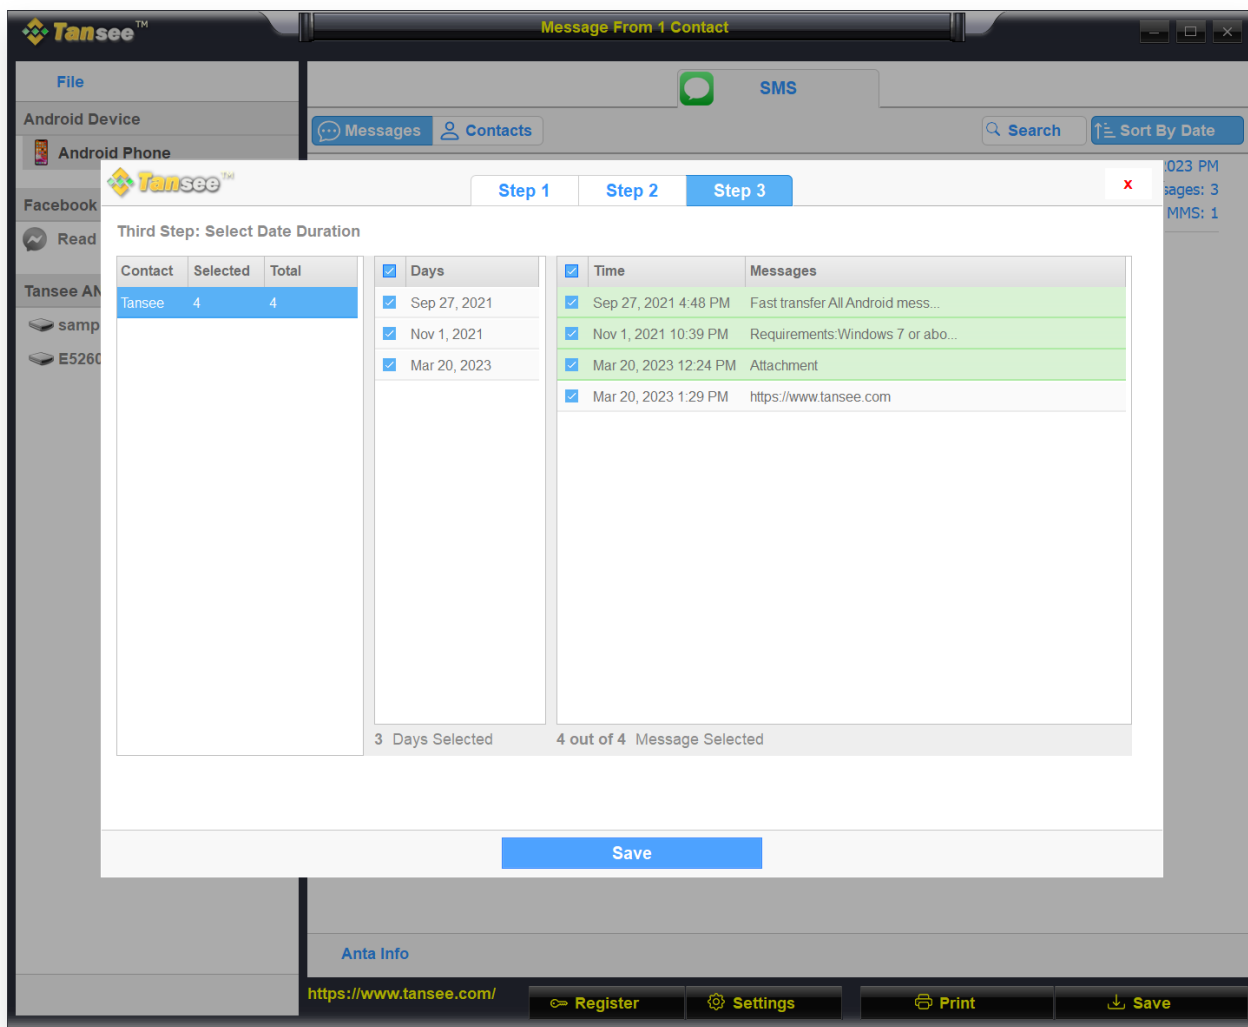 Tansee™
Message From 1 Contact
File
SMS
Android Device
Messages
Contacts
Search
Sort By Date
Android Phone
2023 PM
Facebook
sages: 3
Read
MMS: 1
Tansee AN
samp
E5260
Tansee™
Step 1
Step 2
Step 3
x
Third Step: Select Date Duration
Contact Selected Total
Tansee 4 4
Days
Sep 27, 2021
Nov 1, 2021
Mar 20, 2023
3 Days Selected
Time Messages
Sep 27, 2021 4:48 PM Fast transfer All Android mess...
Nov 1, 2021 10:39 PM Requirements:Windows 7 or abo...
Mar 20, 2023 12:24 PM Attachment
Mar 20, 2023 1:29 PM https://www.tansee.com
4 out of 4 Message Selected
Save
Anta Info
https://www.tansee.com/
Register
Settings
Print
Save